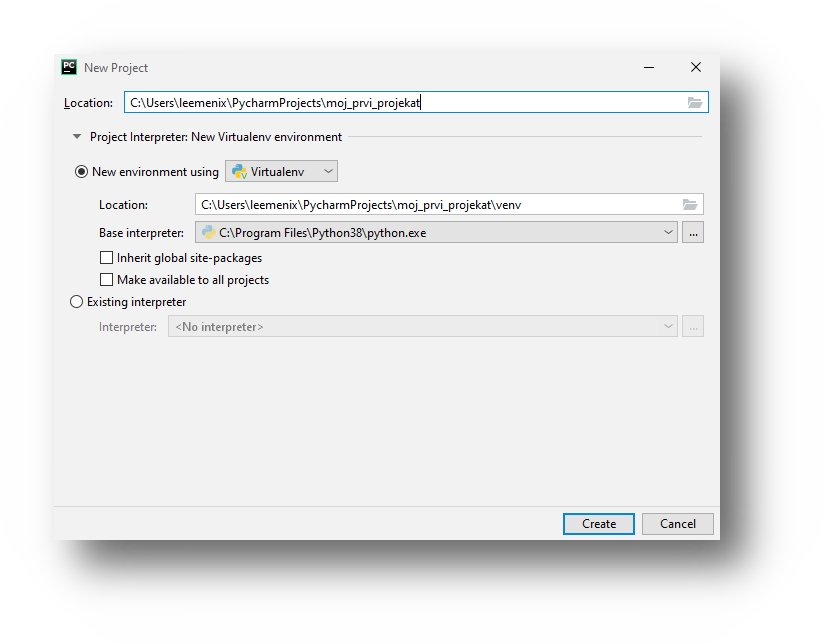 PC New Project
Location: C:\Users\leemenix\PycharmProjects\moj_prvi_projekat
Project Interpreter: New Virtualenv environment
New environment using Virtualenv
Location: C:\Users\leemenix\PycharmProjects\moj_prvi_projekat\venv
Base interpreter: C:\Program Files\Python38\python.exe ...
Inherit global site-packages
Make available to all projects
Existing interpreter
Interpreter: <No interpreter> ...
Create Cancel